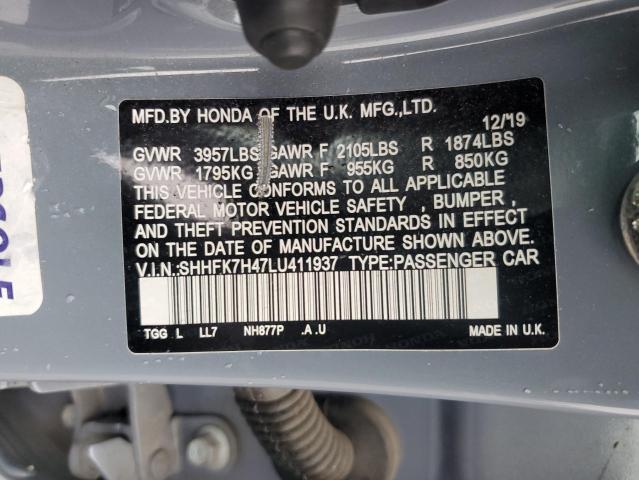 MFD.BY HONDA OF THE U.K. MFG.,LTD.
12/19
GVWR 3957LBS GAWR F 2105LBS R 1874LBS
GVWR 1795KG GAWR F 955KG R 850KG
THIS VEHICLE CONFORMS TO ALL APPLICABLE
FEDERAL MOTOR VEHICLE SAFETY , BUMPER ,
AND THEFT PREVENTION STANDARDS IN EFFECT
ON THE DATE OF MANUFACTURE SHOWN ABOVE.
V.I.N.:SHHFK7H47LU411937 TYPE:PASSENGER CAR
TGG L LL7 NH877P .A .U MADE IN U.K.